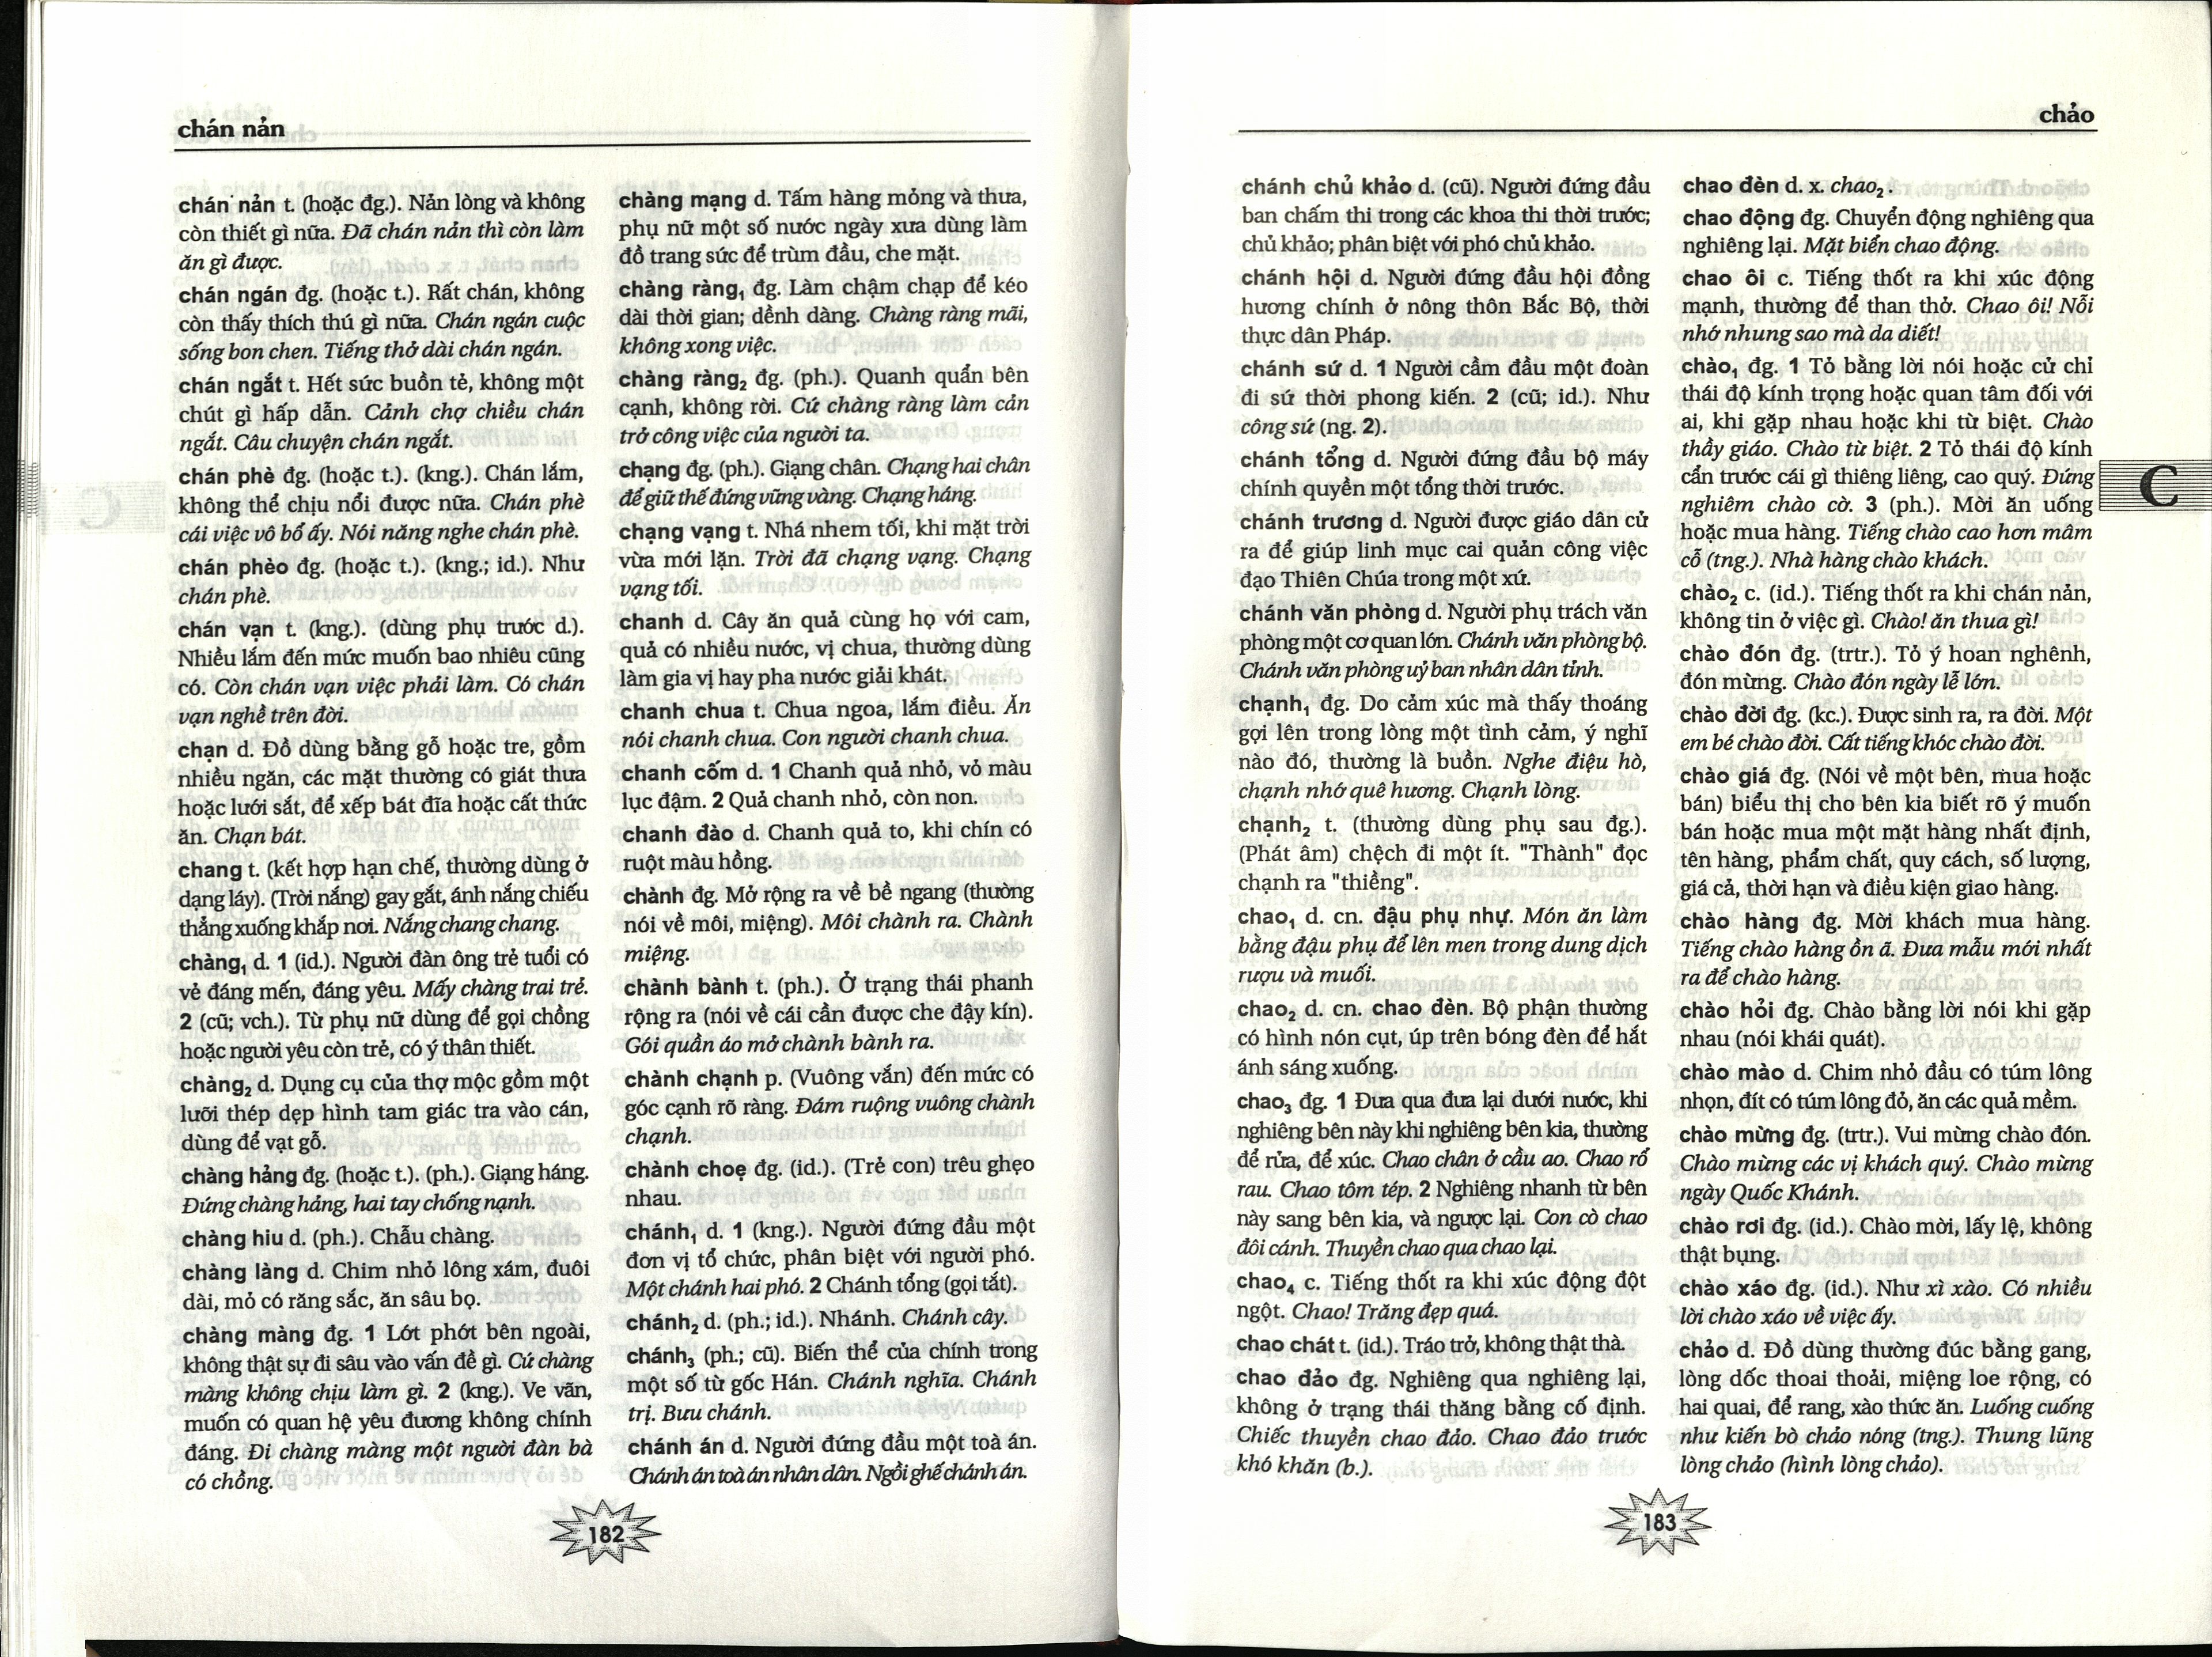 chán nản
chán nản t. (hoặc đg.). Nản lòng và không
còn thiết gì nữa. Đã chán nản thì còn làm
ăn gì được.
chán ngán đg. (hoặc t.). Rất chán, không
còn thấy thích thú gì nữa. Chán ngán cuộc
sống bon chen. Tiếng thở dài chán ngán.
chán ngắt t. Hết sức buồn tẻ, không một
chút gì hấp dẫn. Cảnh chợ chiều chán
ngắt. Câu chuyện chán ngắt.
chán phè đg. (hoặc t.). (kng.). Chán lắm,
không thể chịu nổi được nữa. Chán phè
cái việc vô bổ ấy. Nói năng nghe chán phè.
chán phèo đg. (hoặc t.). (kng.; id.). Như
chán phè.
chán vạn t. (kng.). (dùng phụ trước d.).
Nhiều lắm đến mức muốn bao nhiêu cũng
có. Còn chán vạn việc phải làm. Có chán
vạn nghề trên đời.
chạn d. Đồ dùng bằng gỗ hoặc tre, gồm
nhiều ngăn, các mặt thường có giát thưa
hoặc lưới sắt, để xếp bát đĩa hoặc cất thức
ăn. Chạn bát.
chang t. (kết hợp hạn chế, thường dùng ở
dạng láy). (Trời nắng) gay gắt, ánh nắng chiếu
thẳng xuống khắp nơi. Nắng chang chang.
chàng₁ d. 1 (id.). Người đàn ông trẻ tuổi có
vẻ đáng mến, đáng yêu. Mấy chàng trai trẻ.
2 (cũ; vch.). Từ phụ nữ dùng để gọi chồng
hoặc người yêu còn trẻ, có ý thân thiết.
chàng₂ d. Dụng cụ của thợ mộc gồm một
lưỡi thép dẹp hình tam giác tra vào cán,
dùng để vạt gỗ.
chàng hảng đg. (hoặc t.). (ph.). Giạng háng.
Đứng chàng hảng, hai tay chống nạnh.
chàng hiu d. (ph.). Chẫu chàng.
chàng làng d. Chim nhỏ lông xám, đuôi
dài, mỏ có răng sắc, ăn sâu bọ.
chàng màng đg. 1 Lớt phớt bên ngoài,
không thật sự đi sâu vào vấn đề gì. Cứ chàng
màng không chịu làm gì. 2 (kng.). Ve vãn,
muốn có quan hệ yêu đương không chính
đáng. Đi chàng màng một người đàn bà
có chồng.
chàng mạng d. Tấm hàng mỏng và thưa,
phụ nữ một số nước ngày xưa dùng làm
đồ trang sức để trùm đầu, che mặt.
chàng ràng₁ đg. Làm chậm chạp để kéo
dài thời gian; dềnh dàng. Chàng ràng mãi,
không xong việc.
chàng ràng₂ đg. (ph.). Quanh quẩn bên
cạnh, không rời. Cứ chàng ràng làm cản
trở công việc của người ta.
chạng đg. (ph.). Giạng chân. Chạng hai chân
để giữ thế đứng vững vàng. Chạng háng.
chạng vạng t. Nhá nhem tối, khi mặt trời
vừa mới lặn. Trời đã chạng vạng. Chạng
vạng tối.
chanh d. Cây ăn quả cùng họ với cam,
quả có nhiều nước, vị chua, thường dùng
làm gia vị hay pha nước giải khát.
chanh chua t. Chua ngoa, lắm điều. Ăn
nói chanh chua. Con người chanh chua.
chanh cốm d. 1 Chanh quả nhỏ, vỏ màu
lục đậm. 2 Quả chanh nhỏ, còn non.
chanh đào d. Chanh quả to, khi chín có
ruột màu hồng.
chành đg. Mở rộng ra về bề ngang (thường
nói về môi, miệng). Môi chành ra. Chành
miệng.
chành bành t. (ph.). Ở trạng thái phanh
rộng ra (nói về cái cần được che đậy kín).
Gói quần áo mở chành bành ra.
chành chạnh p. (Vuông vắn) đến mức có
góc cạnh rõ ràng. Đám ruộng vuông chành
chạnh.
chành choẹ đg. (id.). (Trẻ con) trêu ghẹo
nhau.
chánh₁ d. 1 (kng.). Người đứng đầu một
đơn vị tổ chức, phân biệt với người phó.
Một chánh hai phó. 2 Chánh tổng (gọi tắt).
chánh₂ d. (ph.; id.). Nhánh. Chánh cây.
chánh₃ (ph.; cũ). Biến thể của chính trong
một số từ gốc Hán. Chánh nghĩa. Chánh
trị. Bưu chánh.
chánh án d. Người đứng đầu một toà án.
Chánh án toà án nhân dân. Ngồi ghế chánh án.
182
chảo
chánh chủ khảo d. (cũ). Người đứng đầu
ban chấm thi trong các khoa thi thời trước;
chủ khảo; phân biệt với phó chủ khảo.
chánh hội d. Người đứng đầu hội đồng
hương chính ở nông thôn Bắc Bộ, thời
thực dân Pháp.
chánh sứ d. 1 Người cầm đầu một đoàn
đi sứ thời phong kiến. 2 (cũ; id.). Như
công sứ (ng. 2).
chánh tổng d. Người đứng đầu bộ máy
chính quyền một tổng thời trước.
chánh trương d. Người được giáo dân cử
ra để giúp linh mục cai quản công việc
đạo Thiên Chúa trong một xứ.
chánh văn phòng d. Người phụ trách văn
phòng một cơ quan lớn. Chánh văn phòng bộ.
Chánh văn phòng uỷ ban nhân dân tỉnh.
chạnh₁ đg. Do cảm xúc mà thấy thoáng
gọi lên trong lòng một tình cảm, ý nghĩ
nào đó, thường là buồn. Nghe điệu hò,
chạnh nhớ quê hương. Chạnh lòng.
chạnh₂ t. (thường dùng phụ sau đg.).
(Phát âm) chệch đi một ít. "Thành" đọc
chạnh ra "thiềng".
chao₁ d. cn. đậu phụ nhự. Món ăn làm
bằng đậu phụ để lên men trong dung dịch
rượu và muối.
chao₂ d. cn. chao đèn. Bộ phận thường
có hình nón cụt, úp trên bóng đèn để hắt
ánh sáng xuống.
chao₃ đg. 1 Đưa qua đưa lại dưới nước, khi
nghiêng bên này khi nghiêng bên kia, thường
để rửa, để xúc. Chao chân ở cầu ao. Chao rổ
rau. Chao tôm tép. 2 Nghiêng nhanh từ bên
này sang bên kia, và ngược lại. Con cò chao
đôi cánh. Thuyền chao qua chao lại.
chao₄ c. Tiếng thốt ra khi xúc động đột
ngột. Chao! Trăng đẹp quá.
chao chát t. (id.). Tráo trở, không thật thà.
chao đảo đg. Nghiêng qua nghiêng lại,
không ở trạng thái thăng bằng cố định.
Chiếc thuyền chao đảo. Chao đảo trước
khó khăn (b.).
chao đèn d. x. chao₂.
chao động đg. Chuyển động nghiêng qua
nghiêng lại. Mặt biển chao động.
chao ôi c. Tiếng thốt ra khi xúc động
mạnh, thường để than thở. Chao ôi! Nỗi
nhớ nhung sao mà da diết!
chào₁ đg. 1 Tỏ bằng lời nói hoặc cử chỉ
thái độ kính trọng hoặc quan tâm đối với
ai, khi gặp nhau hoặc khi từ biệt. Chào
thầy giáo. Chào từ biệt. 2 Tỏ thái độ kính
cẩn trước cái gì thiêng liêng, cao quý. Đứng
nghiêm chào cờ. 3 (ph.). Mời ăn uống
hoặc mua hàng. Tiếng chào cao hơn mâm
cỗ (tng.). Nhà hàng chào khách.
chào₂ c. (id.). Tiếng thốt ra khi chán nản,
không tin ở việc gì. Chào! ăn thua gì!
chào đón đg. (trtr.). Tỏ ý hoan nghênh,
đón mừng. Chào đón ngày lễ lớn.
chào đời đg. (kc.). Được sinh ra, ra đời. Một
em bé chào đời. Cất tiếng khóc chào đời.
chào giá đg. (Nói về một bên, mua hoặc
bán) biểu thị cho bên kia biết rõ ý muốn
bán hoặc mua một mặt hàng nhất định,
tên hàng, phẩm chất, quy cách, số lượng,
giá cả, thời hạn và điều kiện giao hàng.
chào hàng đg. Mời khách mua hàng.
Tiếng chào hàng ồn ã. Đưa mẫu mới nhất
ra để chào hàng.
chào hỏi đg. Chào bằng lời nói khi gặp
nhau (nói khái quát).
chào mào d. Chim nhỏ đầu có túm lông
nhọn, đít có túm lông đỏ, ăn các quả mềm.
chào mừng đg. (trtr.). Vui mừng chào đón.
Chào mừng các vị khách quý. Chào mừng
ngày Quốc Khánh.
chào rơi đg. (id.). Chào mời, lấy lệ, không
thật bụng.
chào xáo đg. (id.). Như xì xào. Có nhiều
lời chào xáo về việc ấy.
chảo d. Đồ dùng thường đúc bằng gang,
lòng dốc thoai thoải, miệng loe rộng, có
hai quai, để rang, xào thức ăn. Luống cuống
như kiến bò chảo nóng (tng.). Thung lũng
lòng chảo (hình lòng chảo).
C
183